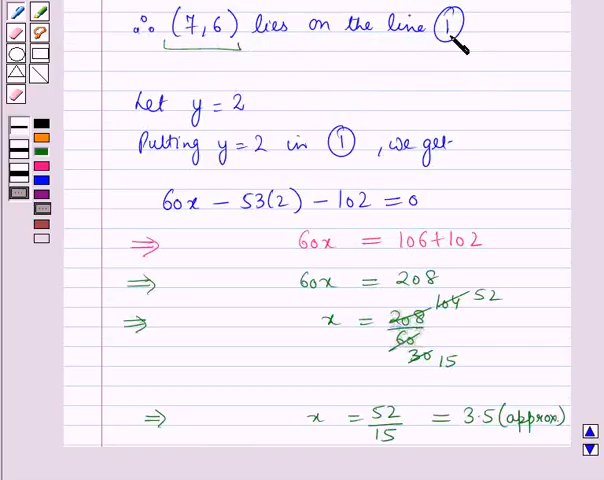 ∴ (7, 6) lies on the line ①
Let y = 2
Putting y = 2 in ①, we get
60x - 53(2) - 102 = 0
⇒ 60x = 106 + 102
⇒ 60x = 208
⇒ x = 208/60 104 52 30 15
⇒ x = 52/15 = 3.5 (approx.)